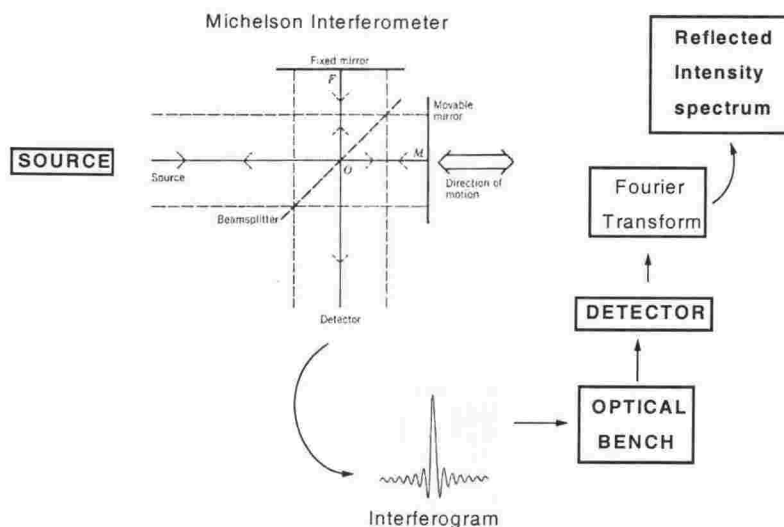 Michelson Interferometer
Fixed mirror
F
Movable
mirror
SOURCE
Source
O
M
Direction of
motion
Beamsplitter
Detector
Interferogram
OPTICAL
BENCH
DETECTOR
Fourier
Transform
Reflected
Intensity
spectrum